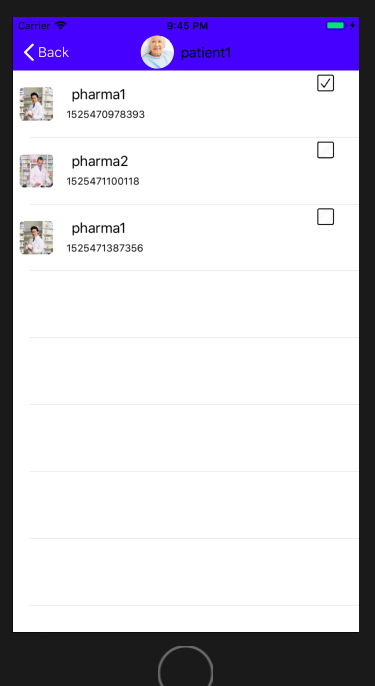 Carrier 9:45 PM
Back patient1
pharma1
1525470978393
pharma2
1525471100118
pharma1
1525471387356